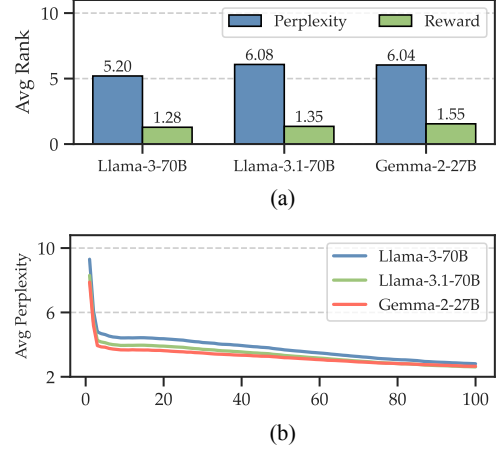 Avg Rank
10
5
0
Perplexity
Reward
5.20
1.28
6.08
1.35
6.04
1.55
Llama-3-70B
Llama-3.1-70B
Gemma-2-27B
(a)
Avg Perplexity
10
6
2
Llama-3-70B
Llama-3.1-70B
Gemma-2-27B
0 20 40 60 80 100
(b)